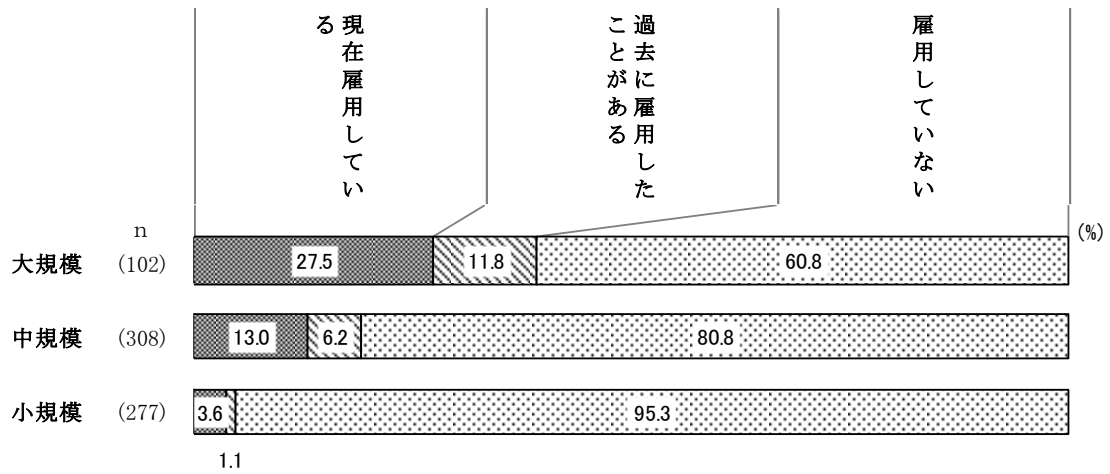 現在雇用してい
る
過去に雇用した
ことがある
雇用していない
(%)
n
大規模 (102) 27.5 11.8 60.8
中規模 (308) 13.0 6.2 80.8
小規模 (277) 3.6 95.3
1.1